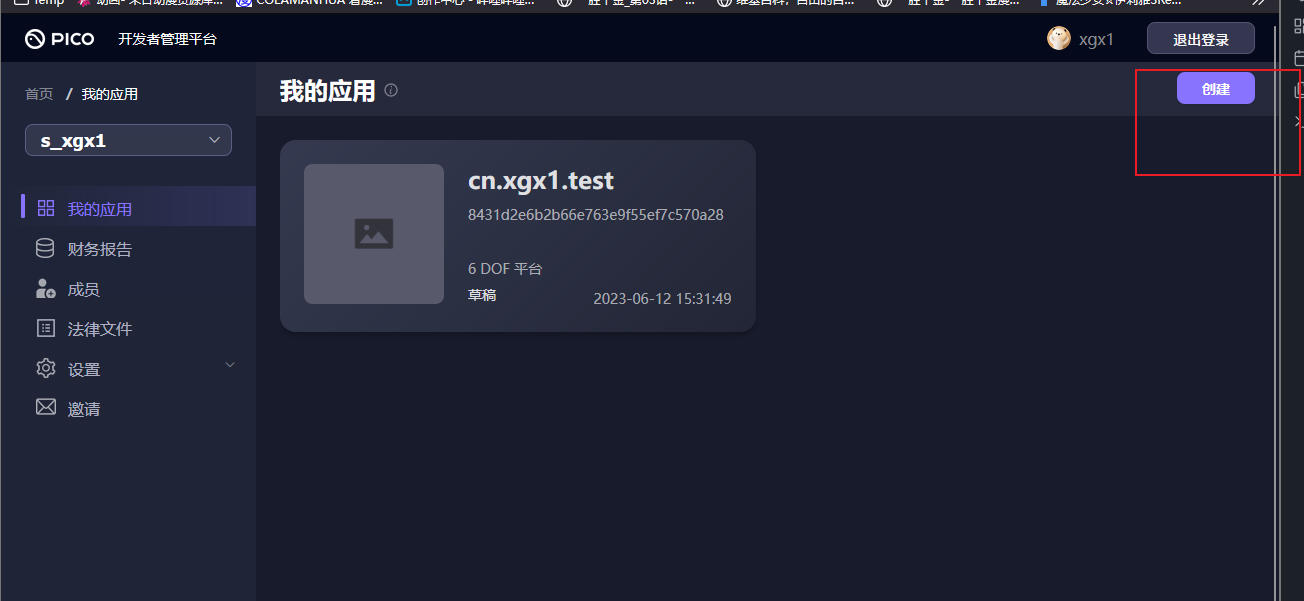 Temp
PICO 开发者管理平台 xgx1 退出登录
首页 / 我的应用
s_xgx1
我的应用
财务报告
成员
法律文件
设置
邀请
我的应用 创建
cn.xgx1.test
8431d2e6b2b66e763e9f55ef7c570a28
6 DOF 平台
草稿 2023-06-12 15:31:49